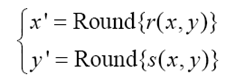 x' = Round{r(x, y)}
y' = Round{s(x, y)}